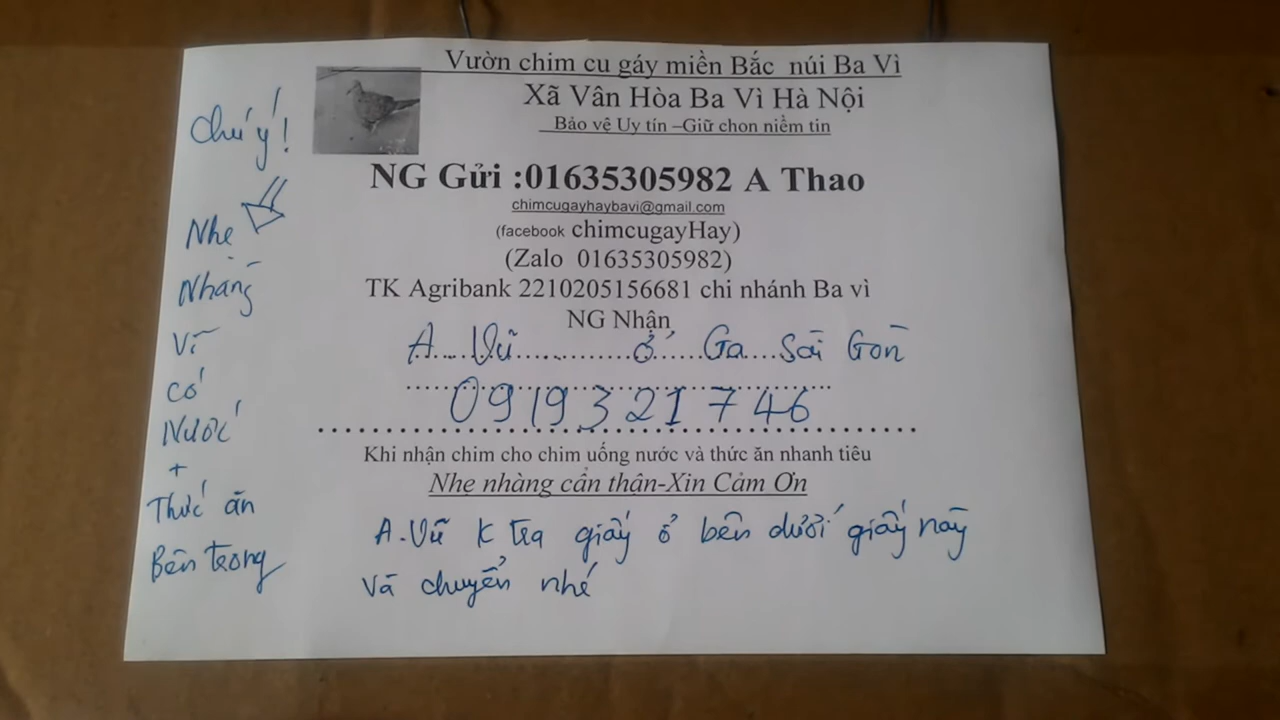 Vườn chim cu gáy miền Bắc núi Ba Vì
Xã Vân Hòa Ba Vì Hà Nội
Bảo vệ Uy tín –Giữ chon niềm tin
NG Gửi :01635305982 A Thao
chimcugayhaybavi@gmail.com
(facebook chimcugayHay)
(Zalo 01635305982)
TK Agribank 2210205156681 chi nhánh Ba vì
NG Nhận
A. Vũ ở Ga Sài Gòn
0919321746
Khi nhận chim cho chim uống nước và thức ăn nhanh tiêu
Nhẹ nhàng cẩn thận-Xin Cảm Ơn
A. Vũ K tra giấy ở bên dưới giấy này
và chuyển nhé
Chú ý!
Nhẹ
Nhàng
Vì
có
Nước
+
Thức ăn
Bên trong